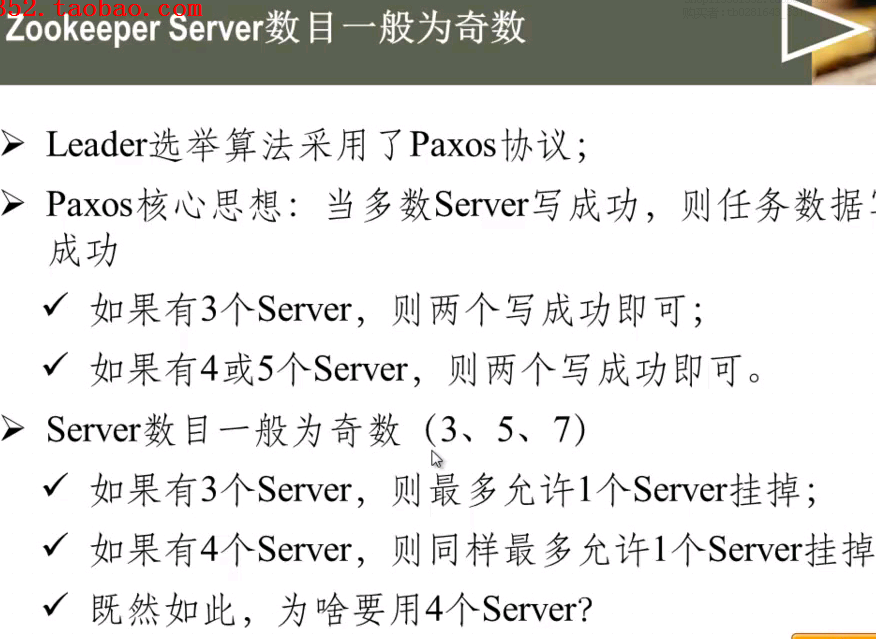 352.taobao.com
Zookeeper Server数目一般为奇数
➢ Leader选举算法采用了Paxos协议；
➢ Paxos核心思想：当多数Server写成功，则任务数据写
成功
✓ 如果有3个Server，则两个写成功即可；
✓ 如果有4或5个Server，则两个写成功即可。
➢ Server数目一般为奇数（3、5、7）
✓ 如果有3个Server，则最多允许1个Server挂掉；
✓ 如果有4个Server，则同样最多允许1个Server挂掉
✓ 既然如此，为啥要用4个Server?